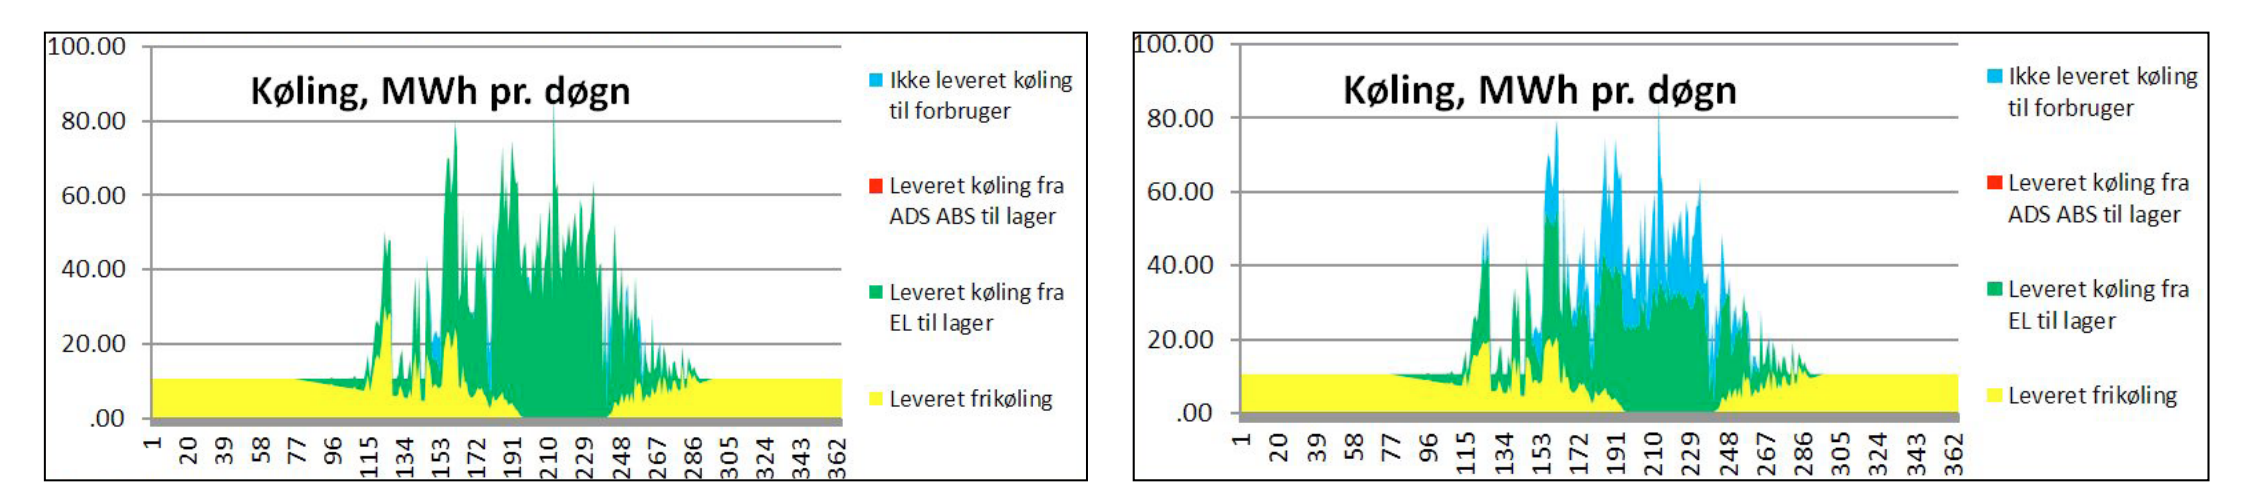 Køling, MWh pr. døgn
100.00
80.00
60.00
40.00
20.00
.00
1 20 39 58 77 96 115 134 153 172 191 210 229 248 267 286 305 324 343 362
Ikke leveret køling
til forbruger
Leveret køling fra
ADS ABS til lager
Leveret køling fra
EL til lager
Leveret frikøling
Køling, MWh pr. døgn
100.00
80.00
60.00
40.00
20.00
.00
1 20 39 58 77 96 115 134 153 172 191 210 229 248 267 286 305 324 343 362
Ikke leveret køling
til forbruger
Leveret køling fra
ADS ABS til lager
Leveret køling fra
EL til lager
Leveret frikøling